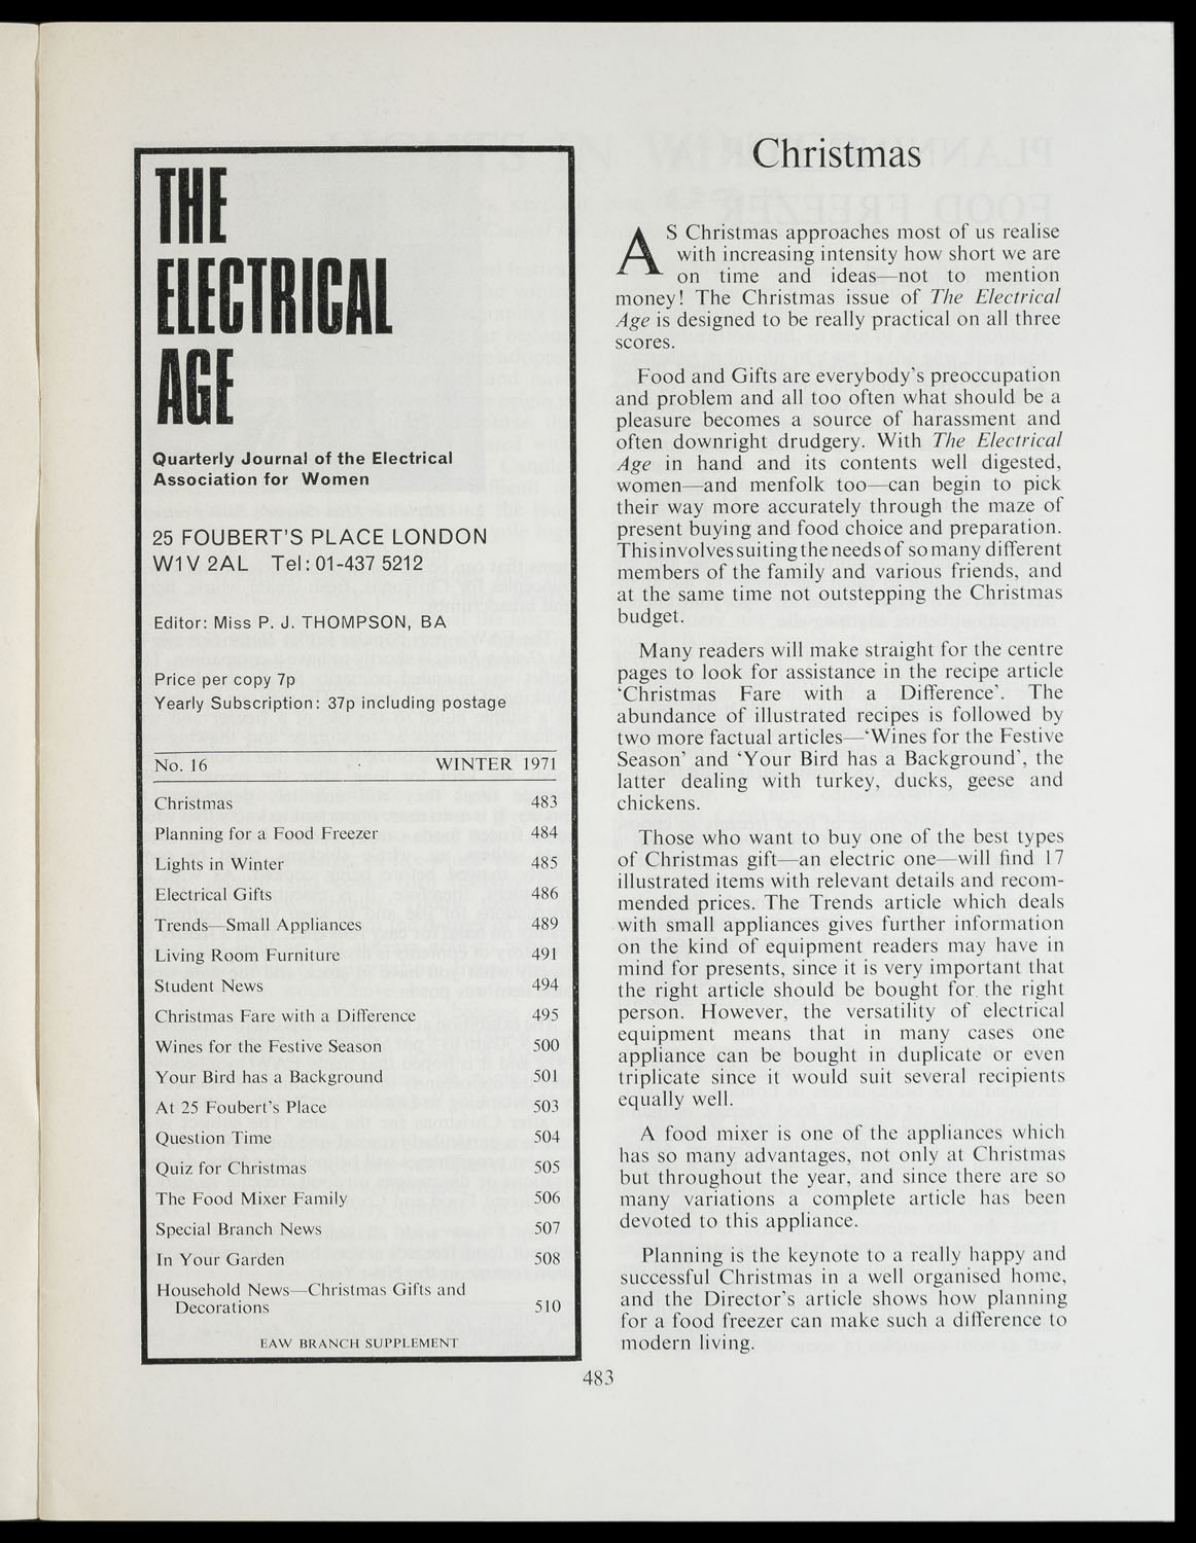 THE
ELECTRICAL
AGE
Quarterly Journal of the Electrical
Association for Women
25 FOUBERT'S PLACE LONDON
W1V 2AL Tel: 01-437 5212
Editor: Miss P. J. THOMPSON, BA
Price per copy 7p
Yearly Subscription: 37p including postage
No. 16 WINTER 1971
Christmas 483
Planning for a Food Freezer 484
Lights in Winter 485
Electrical Gifts 486
Trends—Small Appliances 489
Living Room Furniture 491
Student News 494
Christmas Fare with a Difference 495
Wines for the Festive Season 500
Your Bird has a Background 501
At 25 Foubert's Place 503
Question Time 504
Quiz for Christmas 505
The Food Mixer Family 506
Special Branch News 507
In Your Garden 508
Household News—Christmas Gifts and
Decorations 510
EAW BRANCH SUPPLEMENT
Christmas
AS Christmas approaches most of us realise
with increasing intensity how short we are
on time and ideas—not to mention
money! The Christmas issue of The Electrical
Age is designed to be really practical on all three
scores.
Food and Gifts are everybody's preoccupation
and problem and all too often what should be a
pleasure becomes a source of harassment and
often downright drudgery. With The Electrical
Age in hand and its contents well digested,
women—and menfolk too—can begin to pick
their way more accurately through the maze of
present buying and food choice and preparation.
This involves suiting the needs of so many different
members of the family and various friends, and
at the same time not outstepping the Christmas
budget.
Many readers will make straight for the centre
pages to look for assistance in the recipe article
‘Christmas Fare with a Difference’. The
abundance of illustrated recipes is followed by
two more factual articles—‘Wines for the Festive
Season’ and ‘Your Bird has a Background’, the
latter dealing with turkey, ducks, geese and
chickens.
Those who want to buy one of the best types
of Christmas gift—an electric one—will find 17
illustrated items with relevant details and recom-
mended prices. The Trends article which deals
with small appliances gives further information
on the kind of equipment readers may have in
mind for presents, since it is very important that
the right article should be bought for the right
person. However, the versatility of electrical
equipment means that in many cases one
appliance can be bought in duplicate or even
triplicate since it would suit several recipients
equally well.
A food mixer is one of the appliances which
has so many advantages, not only at Christmas
but throughout the year, and since there are so
many variations a complete article has been
devoted to this appliance.
Planning is the keynote to a really happy and
successful Christmas in a well organised home,
and the Director's article shows how planning
for a food freezer can make such a difference to
modern living.
483